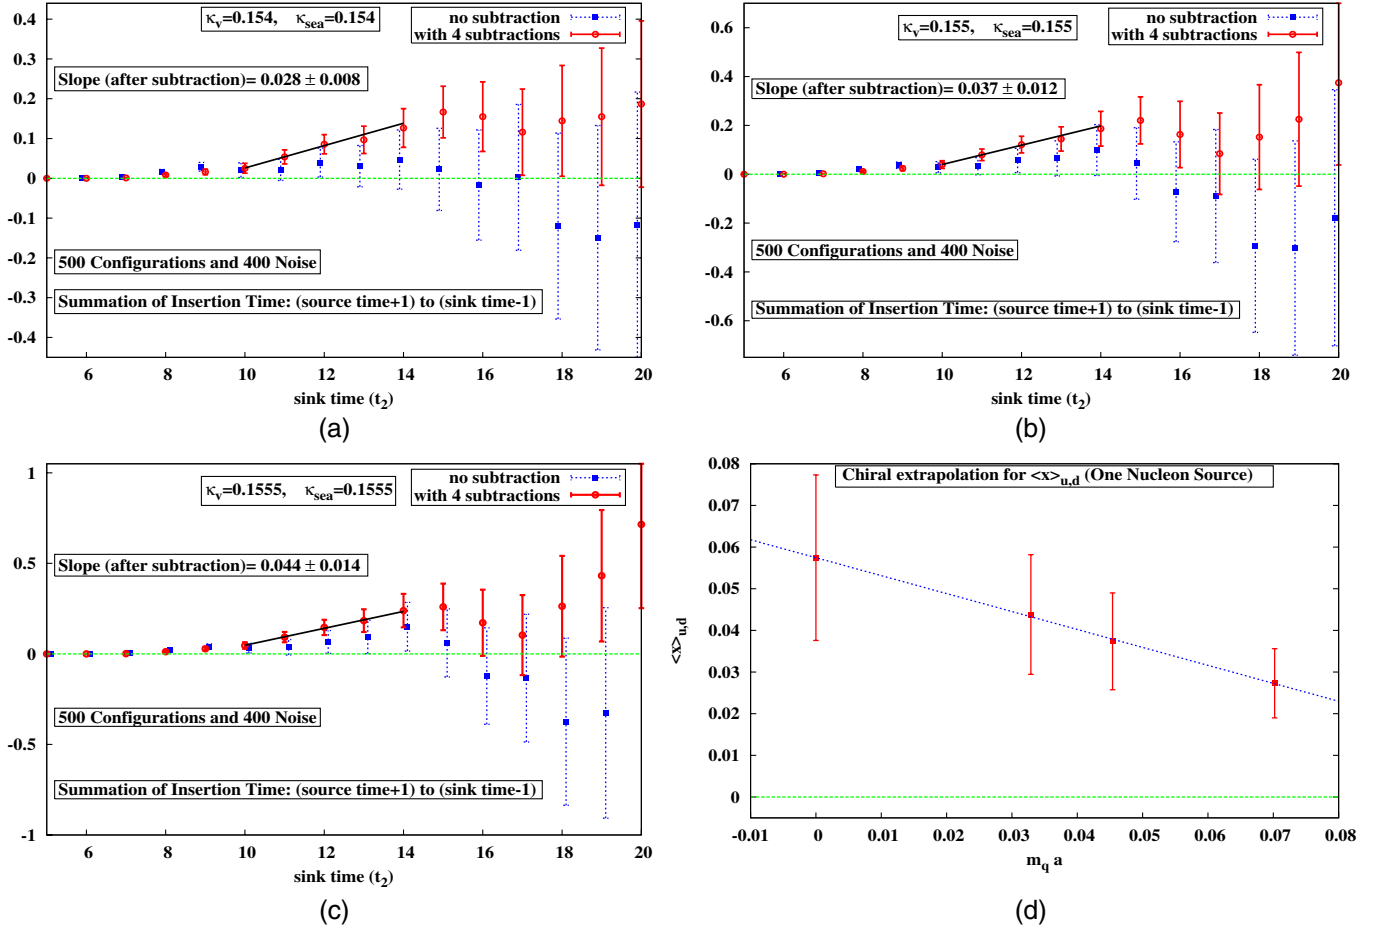 κv=0.154, κsea=0.154
no subtraction
with 4 subtractions
Slope (after subtraction)= 0.028 ± 0.008
500 Configurations and 400 Noise
Summation of Insertion Time: (source time+1) to (sink time-1)
0.4
0.3
0.2
0.1
0
-0.1
-0.2
-0.3
-0.4
6 8 10 12 14 16 18 20
sink time (t2)
(a)
κv=0.155, κsea=0.155
no subtraction
with 4 subtractions
Slope (after subtraction)= 0.037 ± 0.012
500 Configurations and 400 Noise
Summation of Insertion Time: (source time+1) to (sink time-1)
0.6
0.4
0.2
0
-0.2
-0.4
-0.6
6 8 10 12 14 16 18 20
sink time (t2)
(b)
κv=0.1555, κsea=0.1555
no subtraction
with 4 subtractions
Slope (after subtraction)= 0.044 ± 0.014
500 Configurations and 400 Noise
Summation of Insertion Time: (source time+1) to (sink time-1)
1
0.5
0
-0.5
-1
6 8 10 12 14 16 18 20
sink time (t2)
(c)
Chiral extrapolation for <x>u,d (One Nucleon Source)
<x>u,d
0.08
0.07
0.06
0.05
0.04
0.03
0.02
0.01
0
-0.01 0 0.01 0.02 0.03 0.04 0.05 0.06 0.07 0.08
mq a
(d)